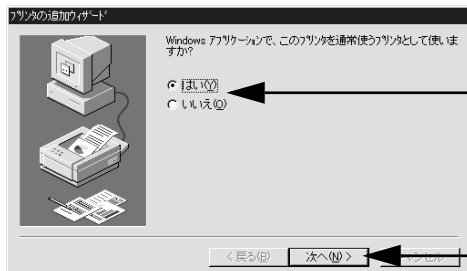 プリンタの追加ウィザード
Windows アプリケーションで、このプリンタを通常使うプリンタとして使いま
すか?
はい(Y)
いいえ(O)
< 戻る(B)
次へ(N) >
キャンセル